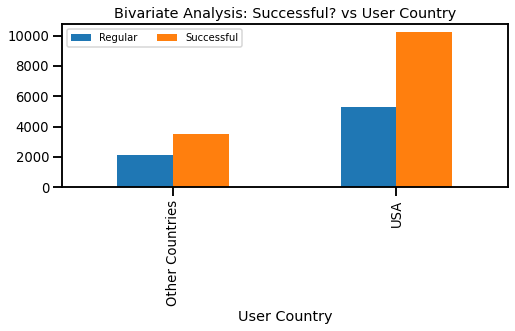 Bivariate Analysis: Successful? vs User Country
Regular Successful
10000
8000
6000
4000
2000
0
Other Countries
USA
User Country